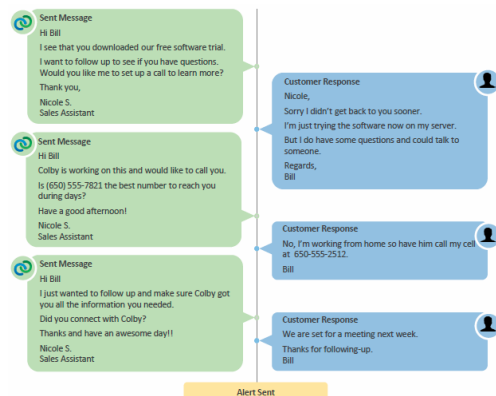 Sent Message
Hi Bill
I see that you downloaded our free software trial.
I want to follow up to see if you have questions.
Would you like me to set up a call to learn more?
Thank you,
Nicole S.
Sales Assistant
Customer Response
Nicole,
Sorry I didn't get back to you sooner.
I'm just trying the software now on my server.
But I do have some questions and could talk to
someone.
Regards,
Bill
Sent Message
Hi Bill
Colby is working on this and would like to call you.
Is (650) 555-7821 the best number to reach you
during days?
Have a good afternoon!
Nicole S.
Sales Assistant
Customer Response
No, I'm working from home so have him call my cell
at 650-555-2512.
Bill
Sent Message
Hi Bill
I just wanted to follow up and make sure Colby got
you all the information you needed.
Did you connect with Colby?
Thanks and have an awesome day!!
Nicole S.
Sales Assistant
Customer Response
We are set for a meeting next week.
Thanks for following-up.
Bill
Alert Sent